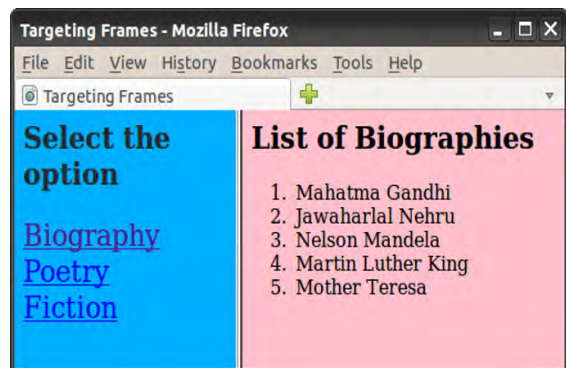 Targeting Frames - Mozilla Firefox
File Edit View History Bookmarks Tools Help
Targeting Frames
Select the
option
Biography
Poetry
Fiction
List of Biographies
1. Mahatma Gandhi
2. Jawaharlal Nehru
3. Nelson Mandela
4. Martin Luther King
5. Mother Teresa